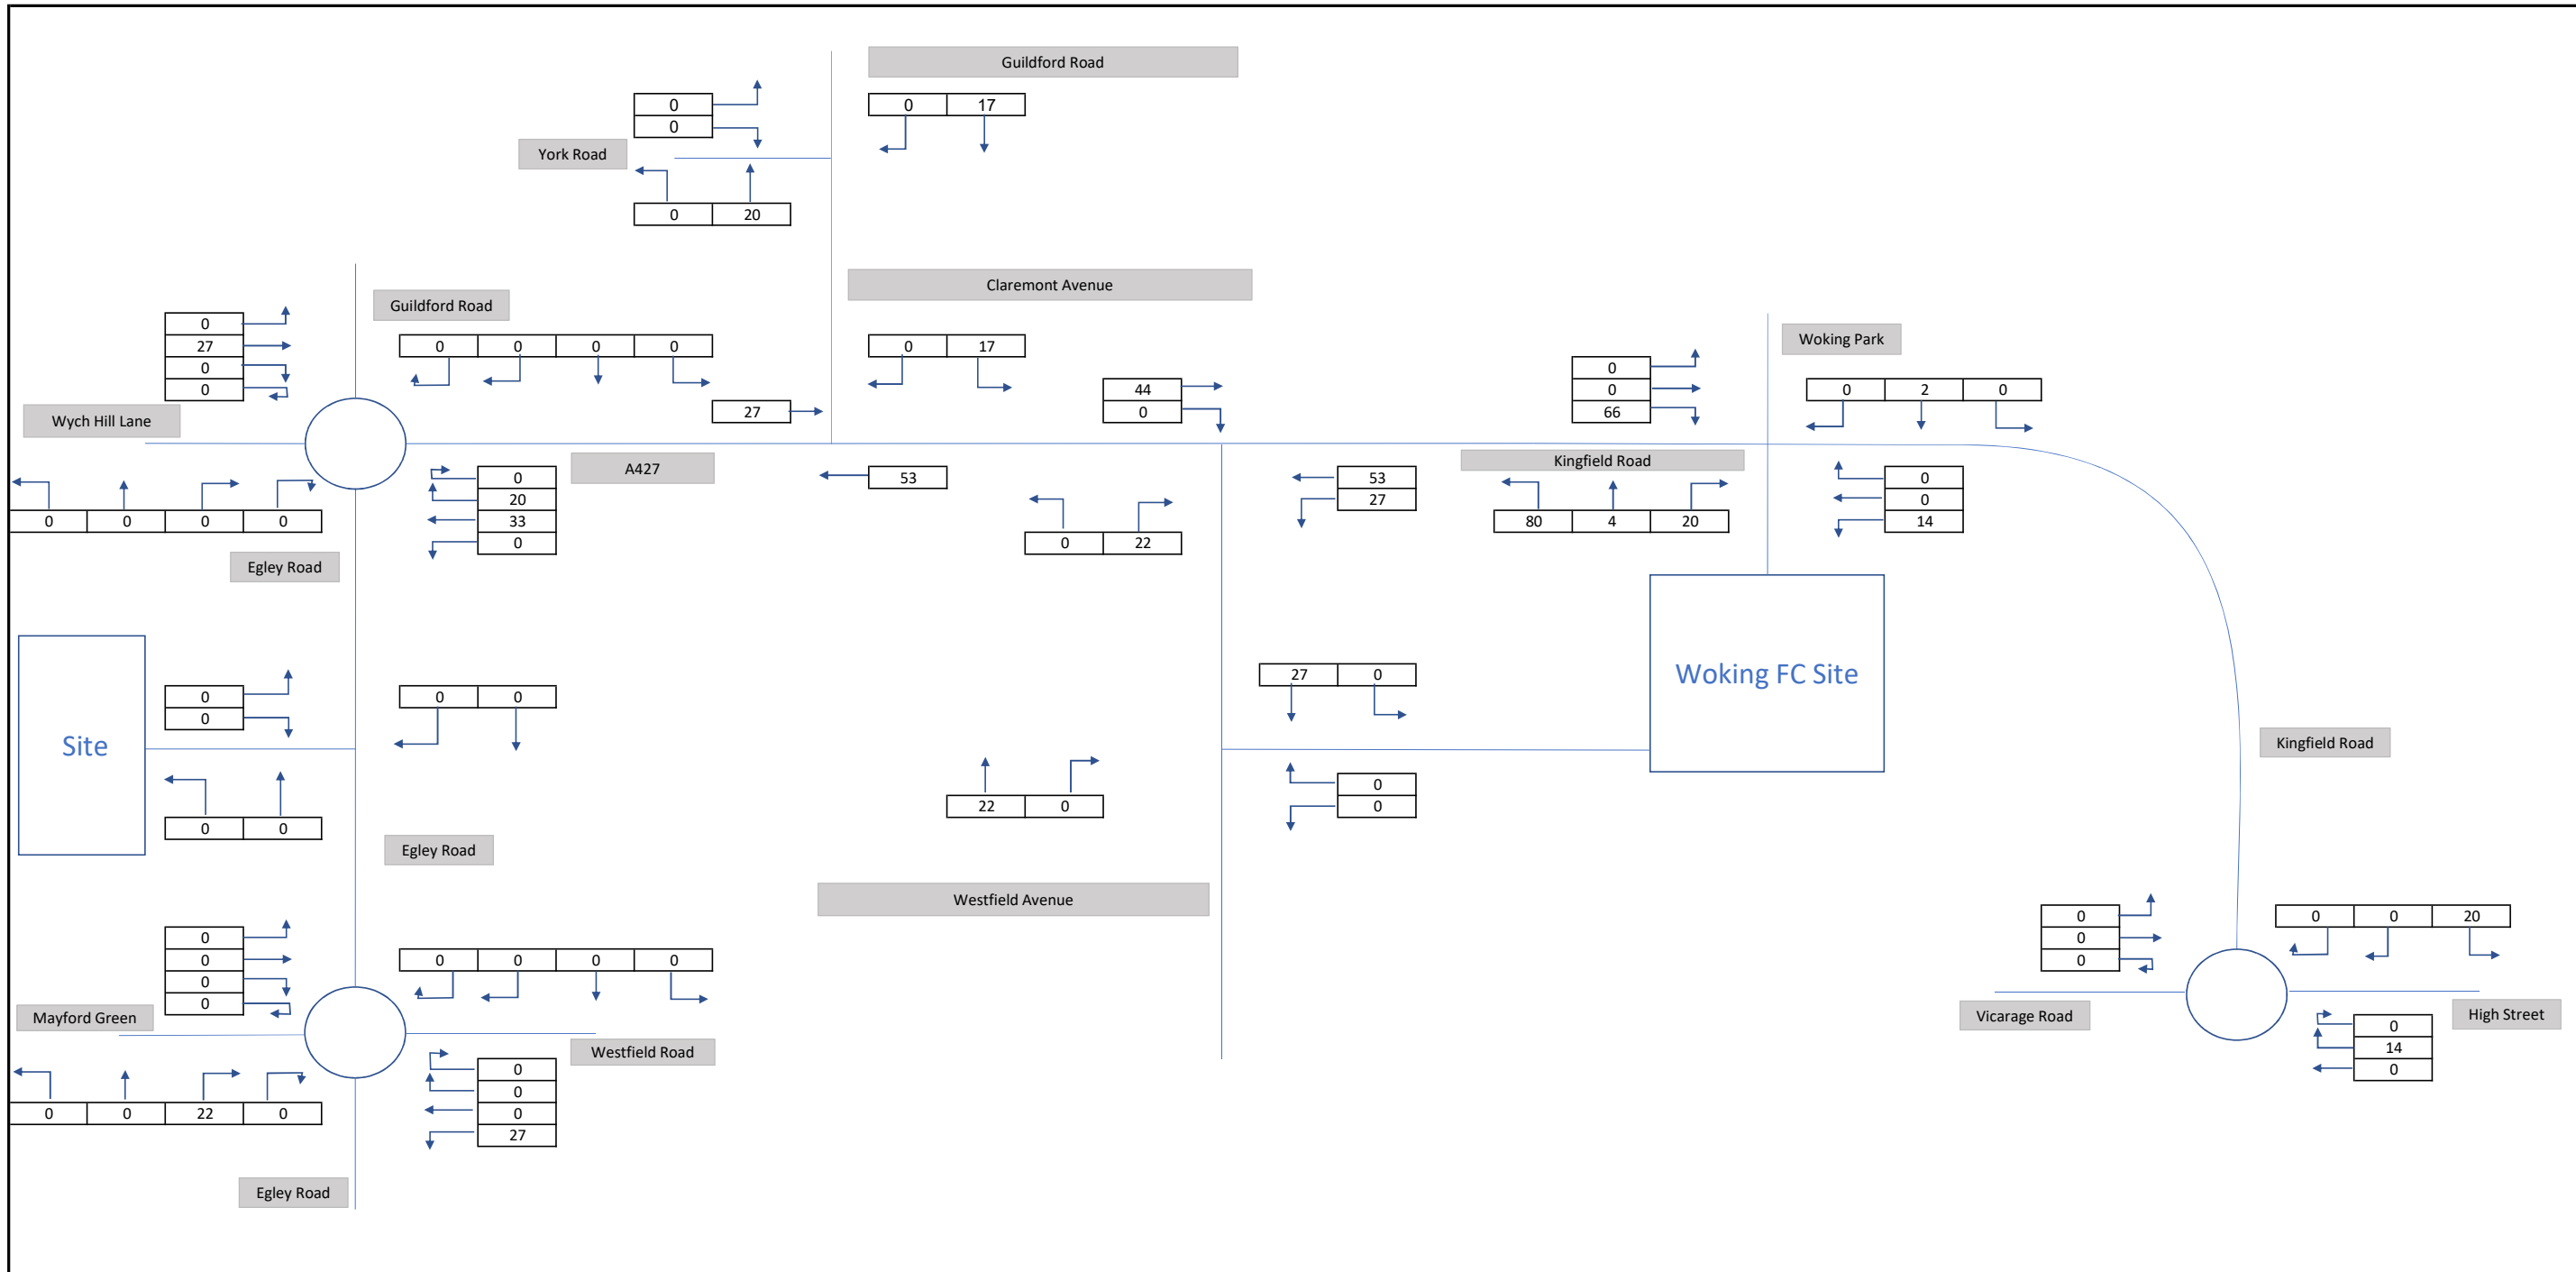 Guildford Road
0 17
0
0
York Road
0 20
Claremont Avenue
Guildford Road
0
27
0
0
0 0 0 0
0 17
Woking Park
0
0
66
0 2 0
44
0
27
Wych Hill Lane
A427
Kingfield Road
0
20
33
0
53
53
27
0
0
14
0 0 0 0
80 4 20
0 22
Egley Road
Site
Woking FC Site
27 0
0
0
0 0
Kingfield Road
0
0
22 0
0 0
Egley Road
Westfield Avenue
0
0
0
0 0 20
0
0
0
0
0 0 0 0
Mayford Green
Vicarage Road
High Street
Westfield Road
0
14
0
0
0
0
27
0 0 22 0
Egley Road